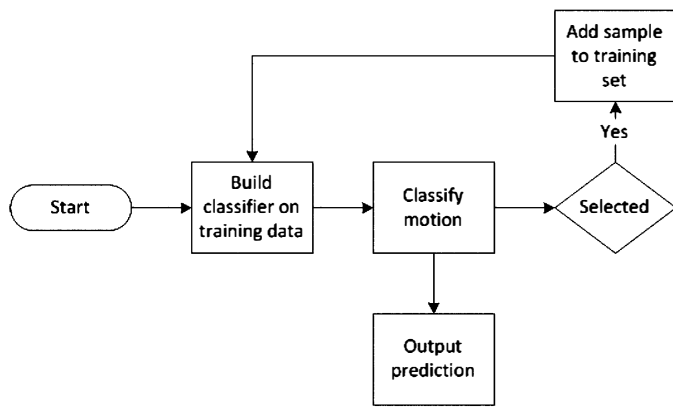 Add sample
to training
set
Yes
Start
Build
classifier on
training data
Classify
motion
Selected
Output
prediction